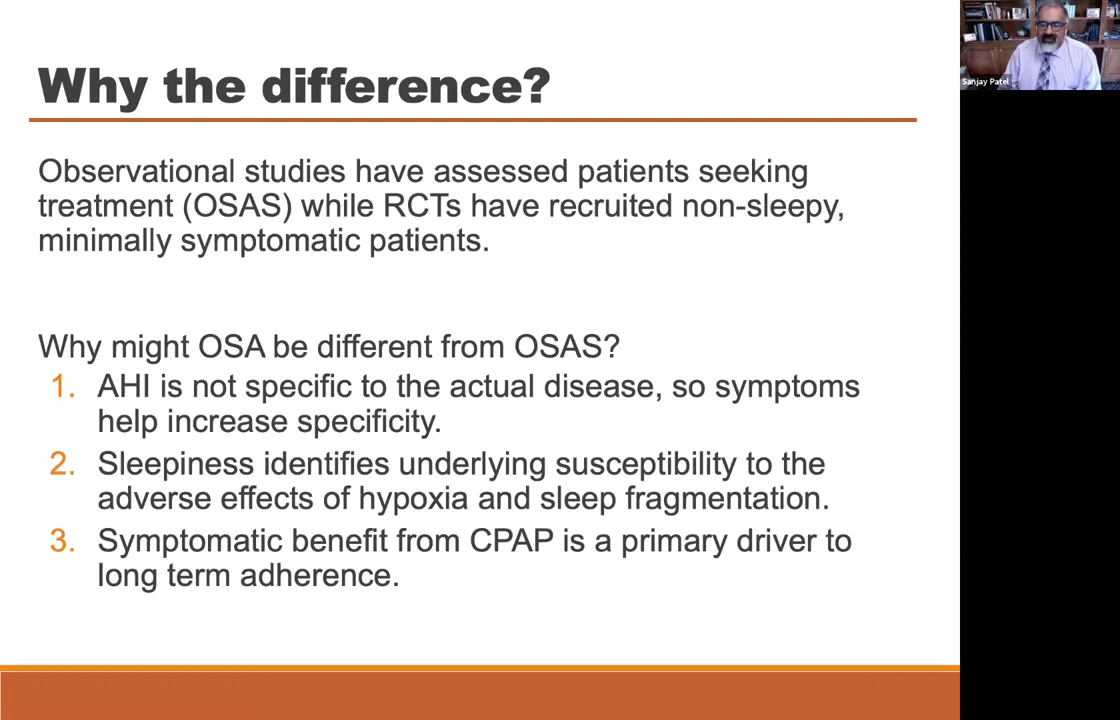 Why the difference?
Observational studies have assessed patients seeking
treatment (OSAS) while RCTs have recruited non-sleepy,
minimally symptomatic patients.
Why might OSA be different from OSAS?
1. AHI is not specific to the actual disease, so symptoms
help increase specificity.
2. Sleepiness identifies underlying susceptibility to the
adverse effects of hypoxia and sleep fragmentation.
3. Symptomatic benefit from CPAP is a primary driver to
long term adherence.
Sanjay Patel